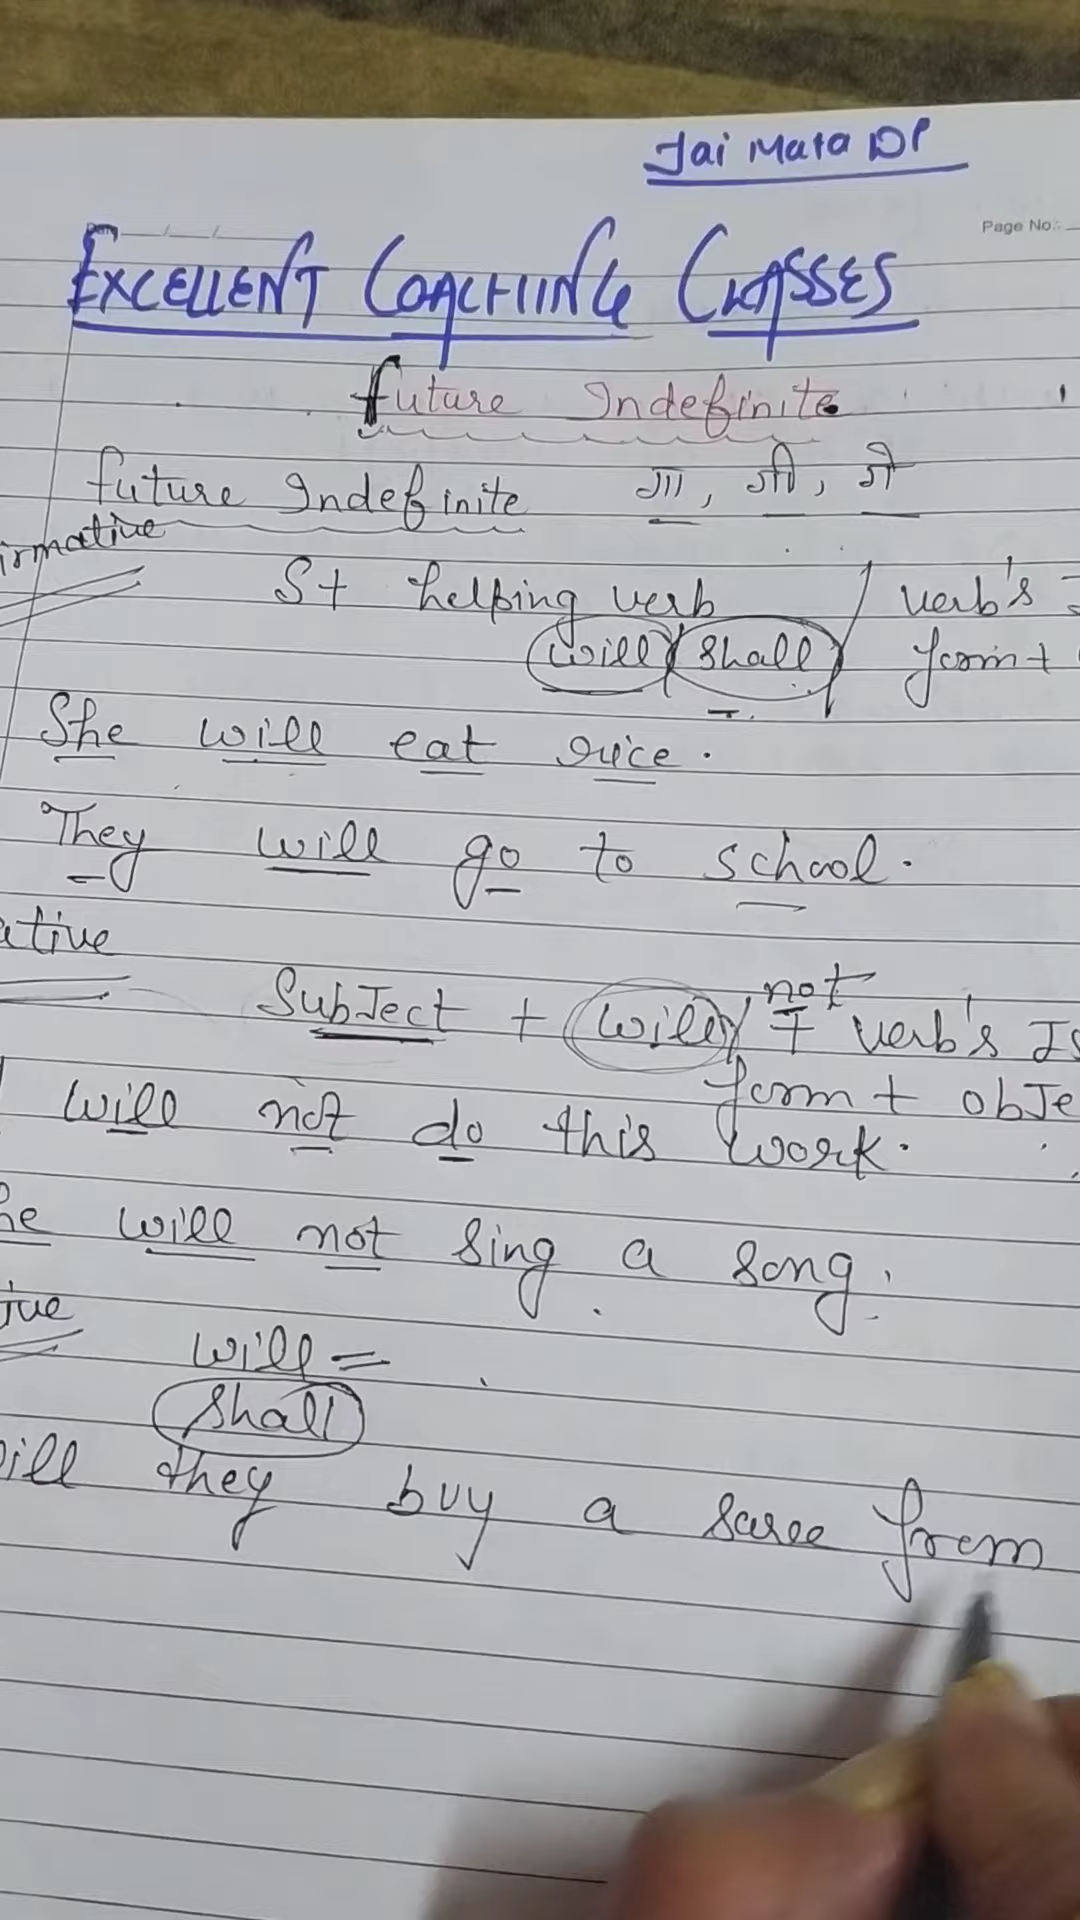 Jai Mata DI
Page No.:
EXCELLENT COACHING CLASSES
Future Indefinite
Future Indefinite गा, गी, गे
irmative
S+ helping verb / verb's I
will / shall form +
She will eat rice.
They will go to school.
ative
Subject + will / not + verb's Is
form + obje
will not do this work.
he will not sing a song.
ive
will =
shall
ill they buy a saree from